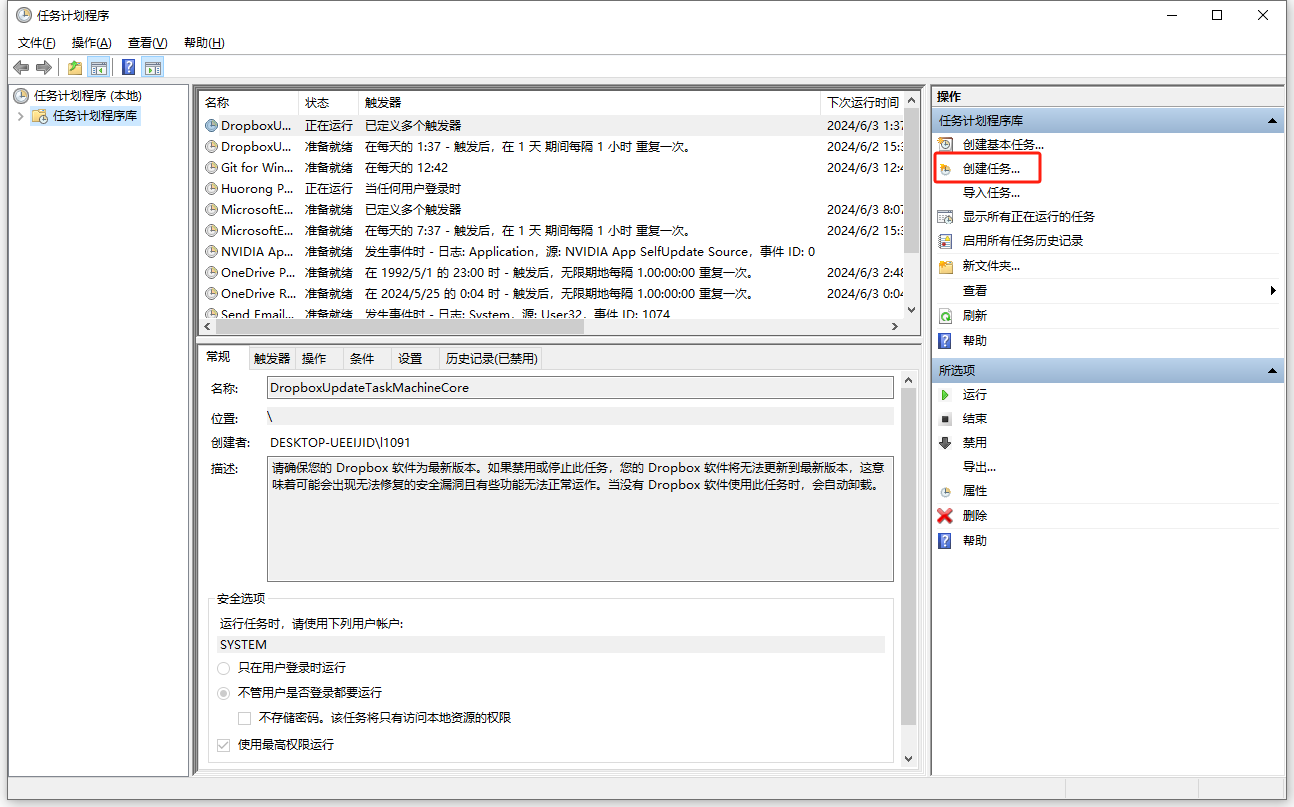 任务计划程序
文件(F) 操作(A) 查看(V) 帮助(H)
任务计划程序 (本地)
任务计划程序库
名称 状态 触发器 下次运行时间
DropboxU... 正在运行 已定义多个触发器 2024/6/3 1:37
DropboxU... 准备就绪 在每天的 1:37 - 触发后，在 1 天 期间每隔 1 小时 重复一次。 2024/6/2 15:3
Git for Win... 准备就绪 在每天的 12:42 2024/6/3 12:4
Huorong P... 正在运行 当任何用户登录时
MicrosoftE... 准备就绪 已定义多个触发器 2024/6/3 8:07
MicrosoftE... 准备就绪 在每天的 7:37 - 触发后，在 1 天 期间每隔 1 小时 重复一次。 2024/6/2 15:3
NVIDIA Ap... 准备就绪 发生事件时 - 日志: Application，源: NVIDIA App SelfUpdate Source，事件 ID: 0
OneDrive P... 准备就绪 在 1992/5/1 的 23:00 时 - 触发后，无限期地每隔 1.00:00:00 重复一次。 2024/6/3 2:48
OneDrive R... 准备就绪 在 2024/5/25 的 0:04 时 - 触发后，无限期地每隔 1.00:00:00 重复一次。 2024/6/3 0:04
Send Email... 准备就绪 发生事件时 - 日志: System，源: User32，事件 ID: 1074
常规 触发器 操作 条件 设置 历史记录(已禁用)
名称: DropboxUpdateTaskMachineCore
位置: \
创建者: DESKTOP-UEEIJID\l1091
描述: 请确保您的 Dropbox 软件为最新版本。如果禁用或停止此任务，您的 Dropbox 软件将无法更新到最新版本，这意
味着可能会出现无法修复的安全漏洞且有些功能无法正常运作。当没有 Dropbox 软件使用此任务时，会自动卸载。
安全选项
运行任务时，请使用下列用户帐户:
SYSTEM
只在用户登录时运行
不管用户是否登录都要运行
不存储密码。该任务将只有访问本地资源的权限
使用最高权限运行
操作
任务计划程序库
创建基本任务...
创建任务...
导入任务...
显示所有正在运行的任务
启用所有任务历史记录
新文件夹...
查看
刷新
帮助
所选项
运行
结束
禁用
导出...
属性
删除
帮助